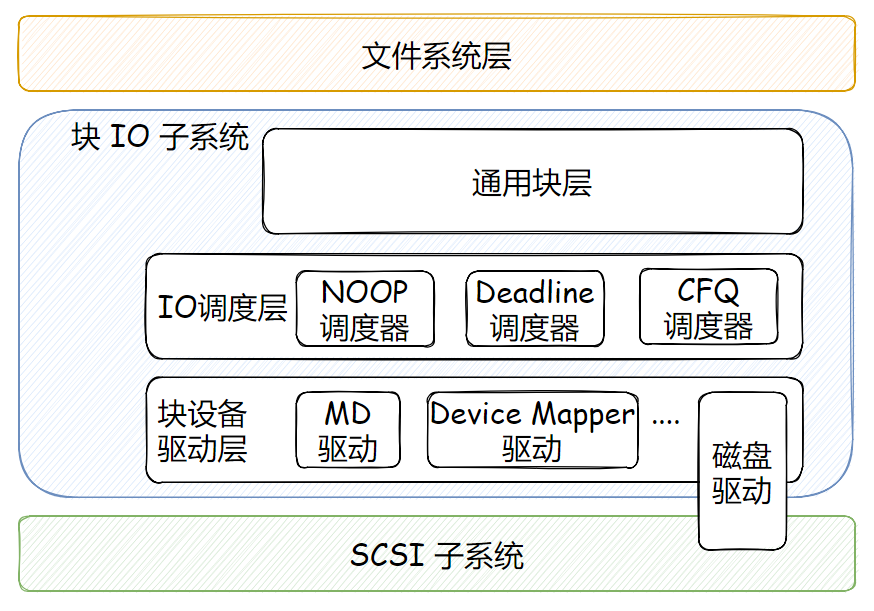 文件系统层
块 IO 子系统
通用块层
IO调度层
NOOP
调度器
Deadline
调度器
CFQ
调度器
块设备
驱动层
MD
驱动
Device Mapper
驱动
....
磁盘
驱动
SCSI 子系统